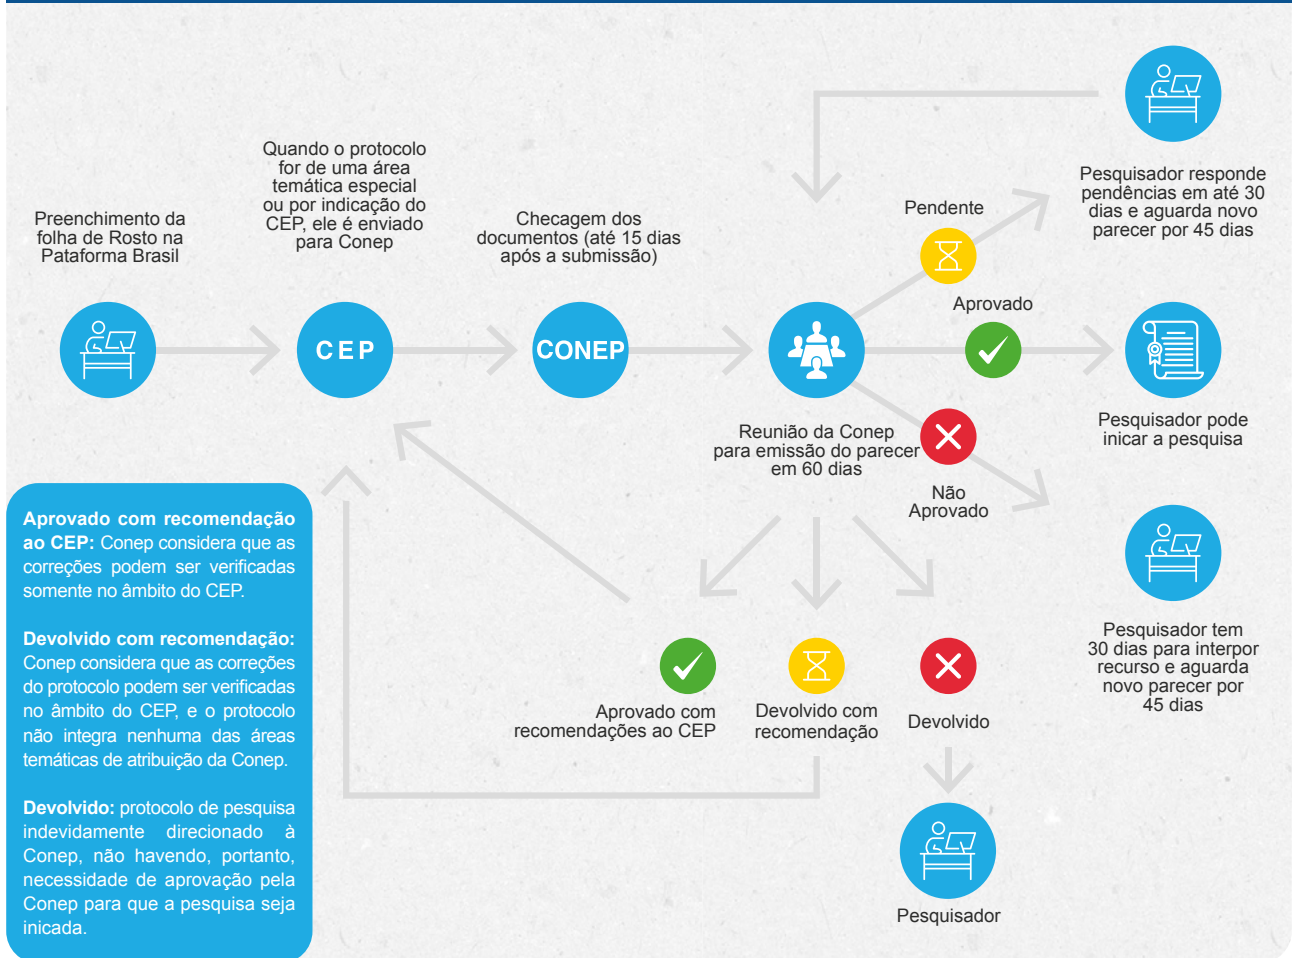 Preenchimento da
folha de Rosto na
Pataforma Brasil
Quando o protocolo
for de uma área
temática especial
ou por indicação do
CEP, ele é enviado
para Conep
Checagem dos
documentos (até 15 dias
após a submissão)
CEP
CONEP
Reunião da Conep
para emissão do parecer
em 60 dias
Pendente
Pesquisador responde
pendências em até 30
dias e aguarda novo
parecer por 45 dias
Aprovado
Pesquisador pode
inicar a pesquisa
Não
Aprovado
Pesquisador tem
30 dias para interpor
recurso e aguarda
novo parecer por
45 dias
Aprovado com
recomendações ao CEP
Devolvido com
recomendação
Devolvido
Pesquisador
Aprovado com recomendação
ao CEP: Conep considera que as
correções podem ser verificadas
somente no âmbito do CEP.
Devolvido com recomendação:
Conep considera que as correções
do protocolo podem ser verificadas
no âmbito do CEP, e o protocolo
não integra nenhuma das áreas
temáticas de atribuição da Conep.
Devolvido: protocolo de pesquisa
indevidamente direcionado à
Conep, não havendo, portanto,
necessidade de aprovação pela
Conep para que a pesquisa seja
inicada.